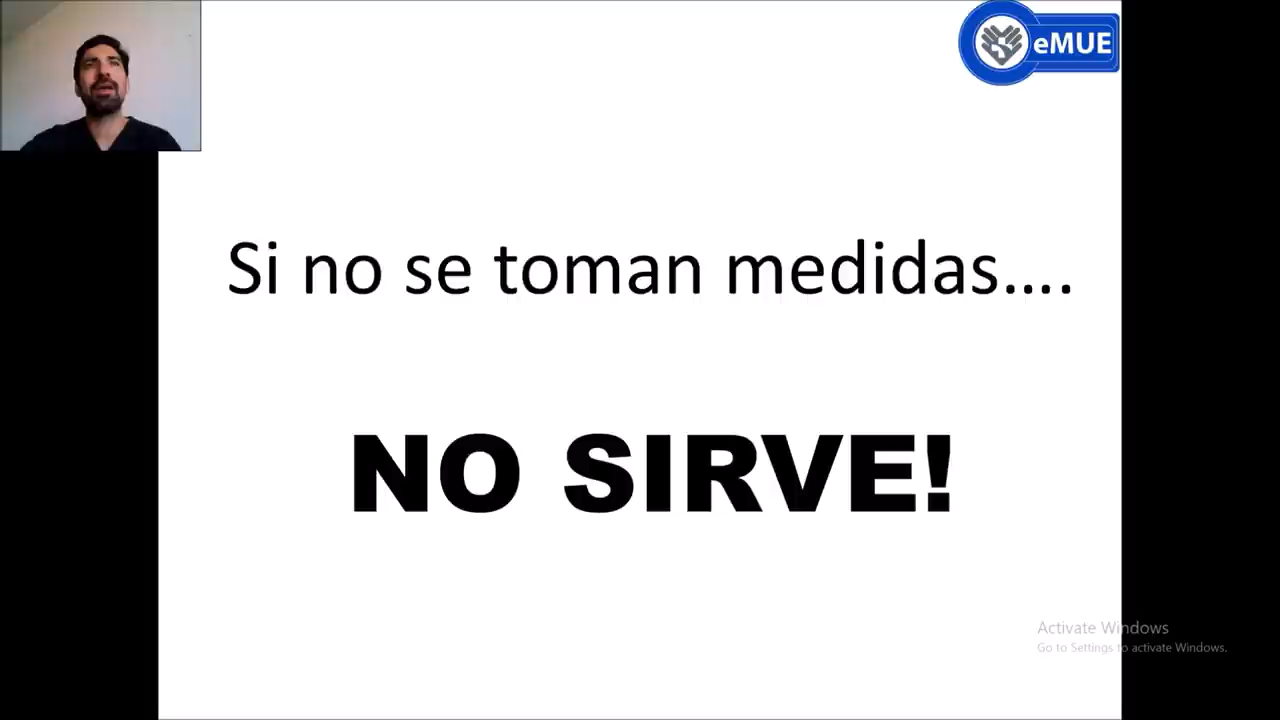 eMUE
Si no se toman medidas....
NO SIRVE!
Activate Windows
Go to Settings to activate Windows.